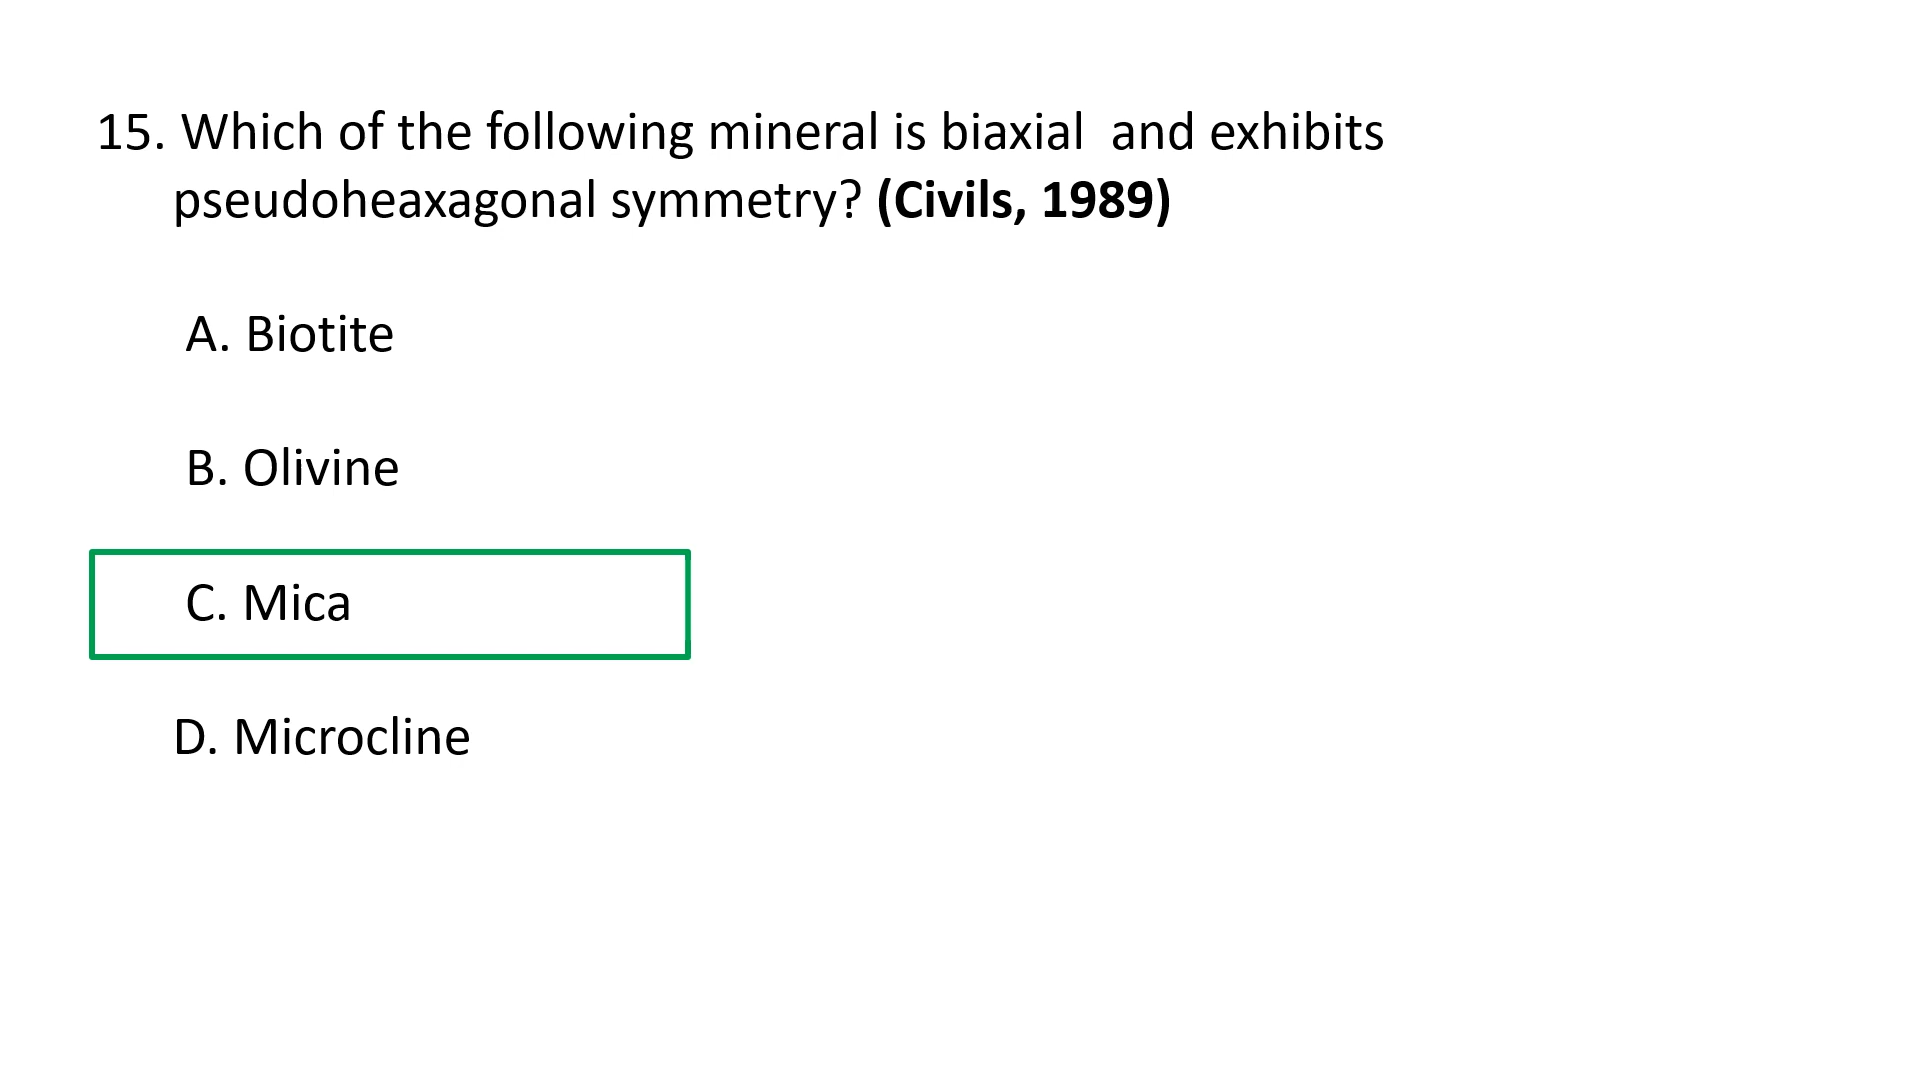 15. Which of the following mineral is biaxial  and exhibits
pseudoheaxagonal symmetry? (Civils, 1989)
A. Biotite
B. Olivine
C. Mica
D. Microcline